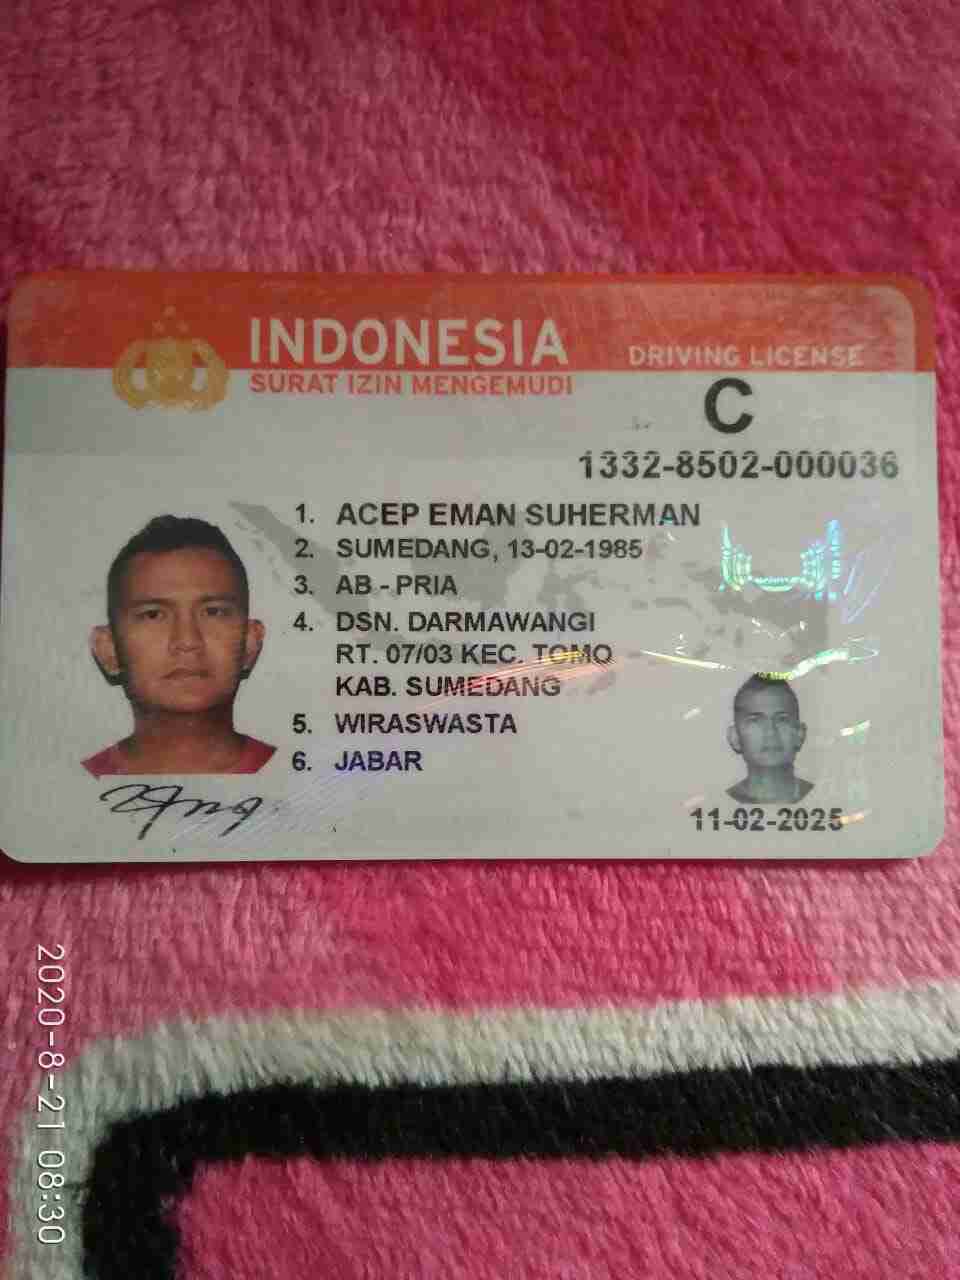 INDONESIA
SURAT IZIN MENGEMUDI
DRIVING LICENSE
C
1332-8502-000036
1. ACEP EMAN SUHERMAN
2. SUMEDANG, 13-02-1985
3. AB - PRIA
4. DSN. DARMAWANGI
RT. 07/03 KEC. TOMO
KAB. SUMEDANG
5. WIRASWASTA
6. JABAR
11-02-2025
2020-8-21 08:30